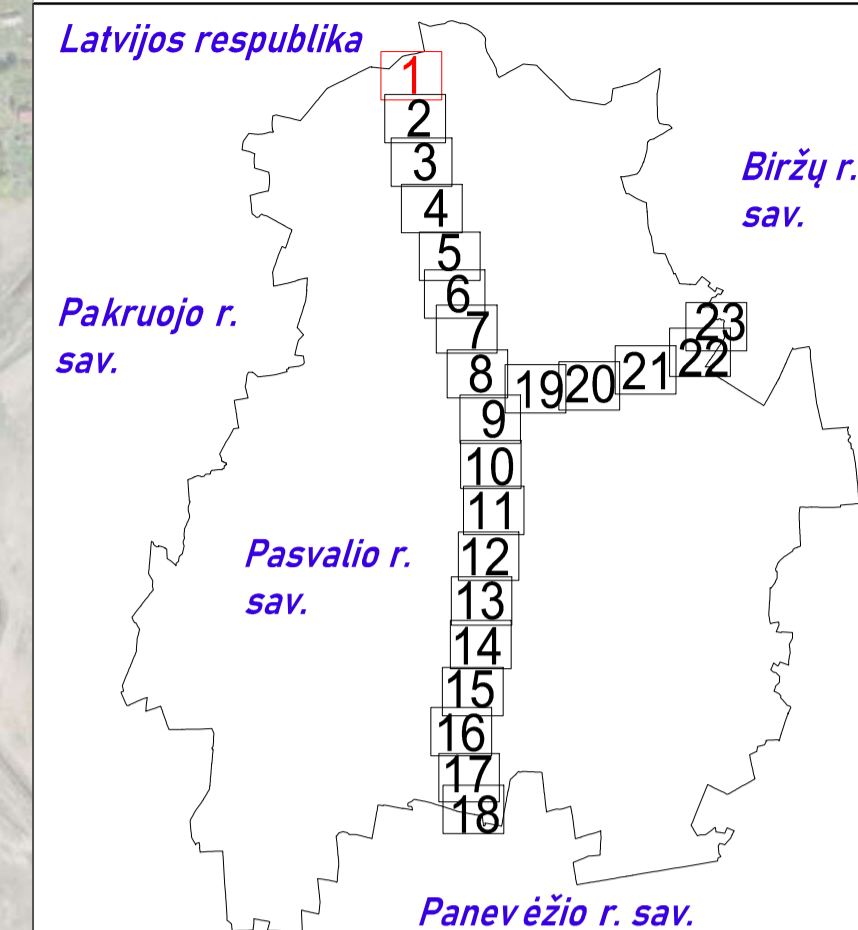 Latvijos respublika
1
2
3
Biržų r.
sav.
4
5
6
Pakruojo r.
sav.
7
23
22
8
21
19
20
9
10
11
Pasvalio r.
sav.
12
13
14
15
16
17
18
Panevėžio r. sav.